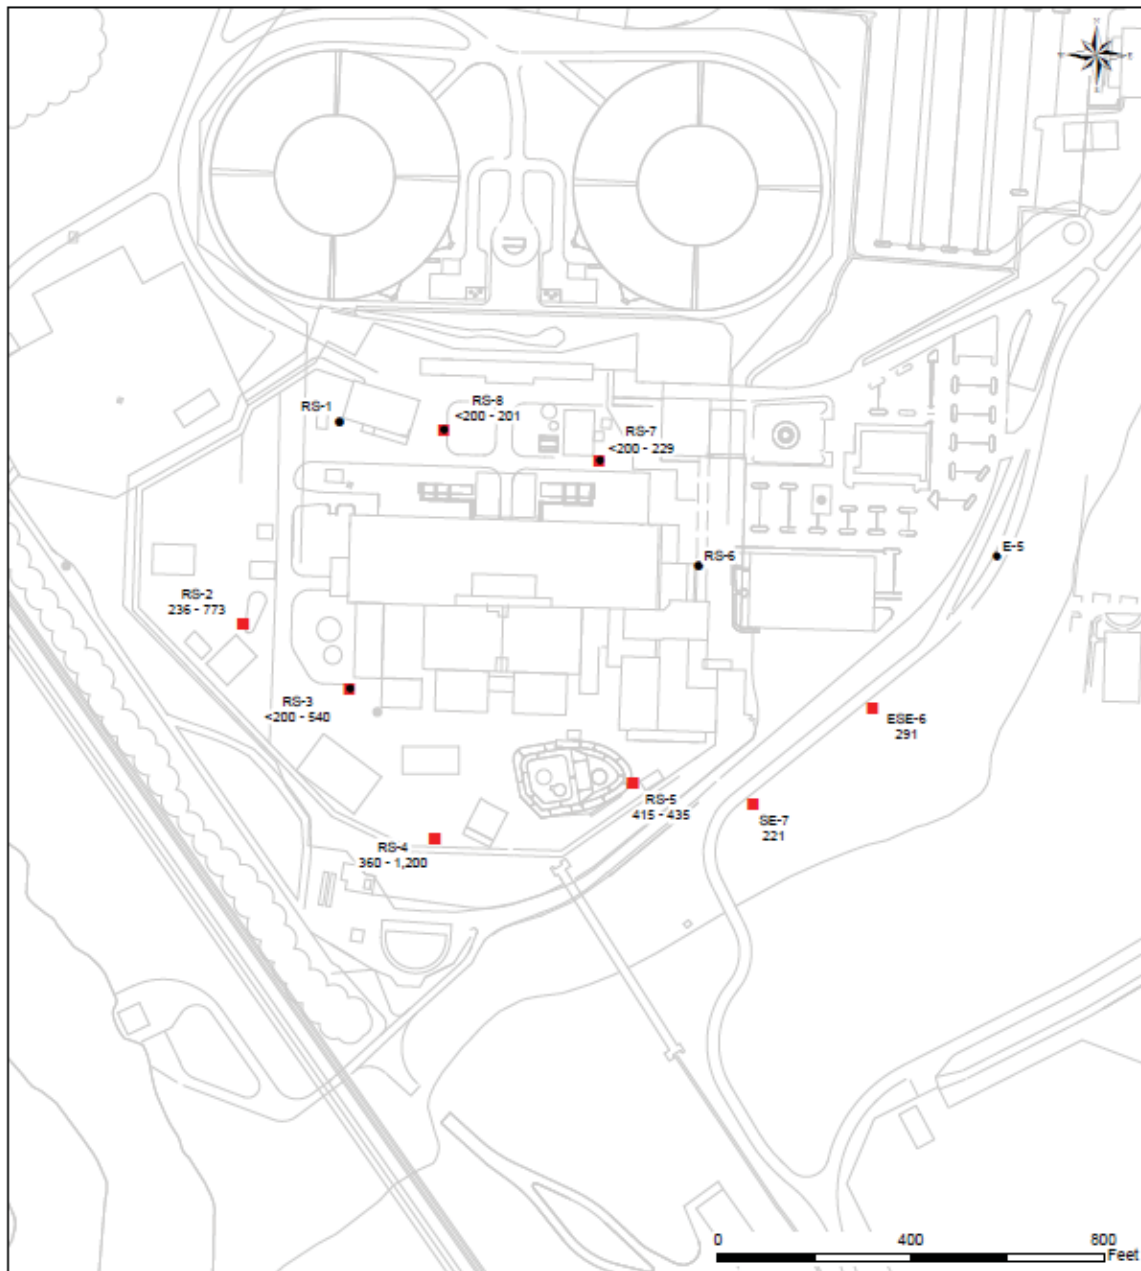 RS-1
RS-8
<200 - 201
RS-7
<200 - 229
RS-6
E-5
RS-2
236 - 773
RS-3
<200 - 540
ESE-6
291
RS-5
415 - 435
SE-7
221
RS-4
360 - 1,200
0 400 800
Feet